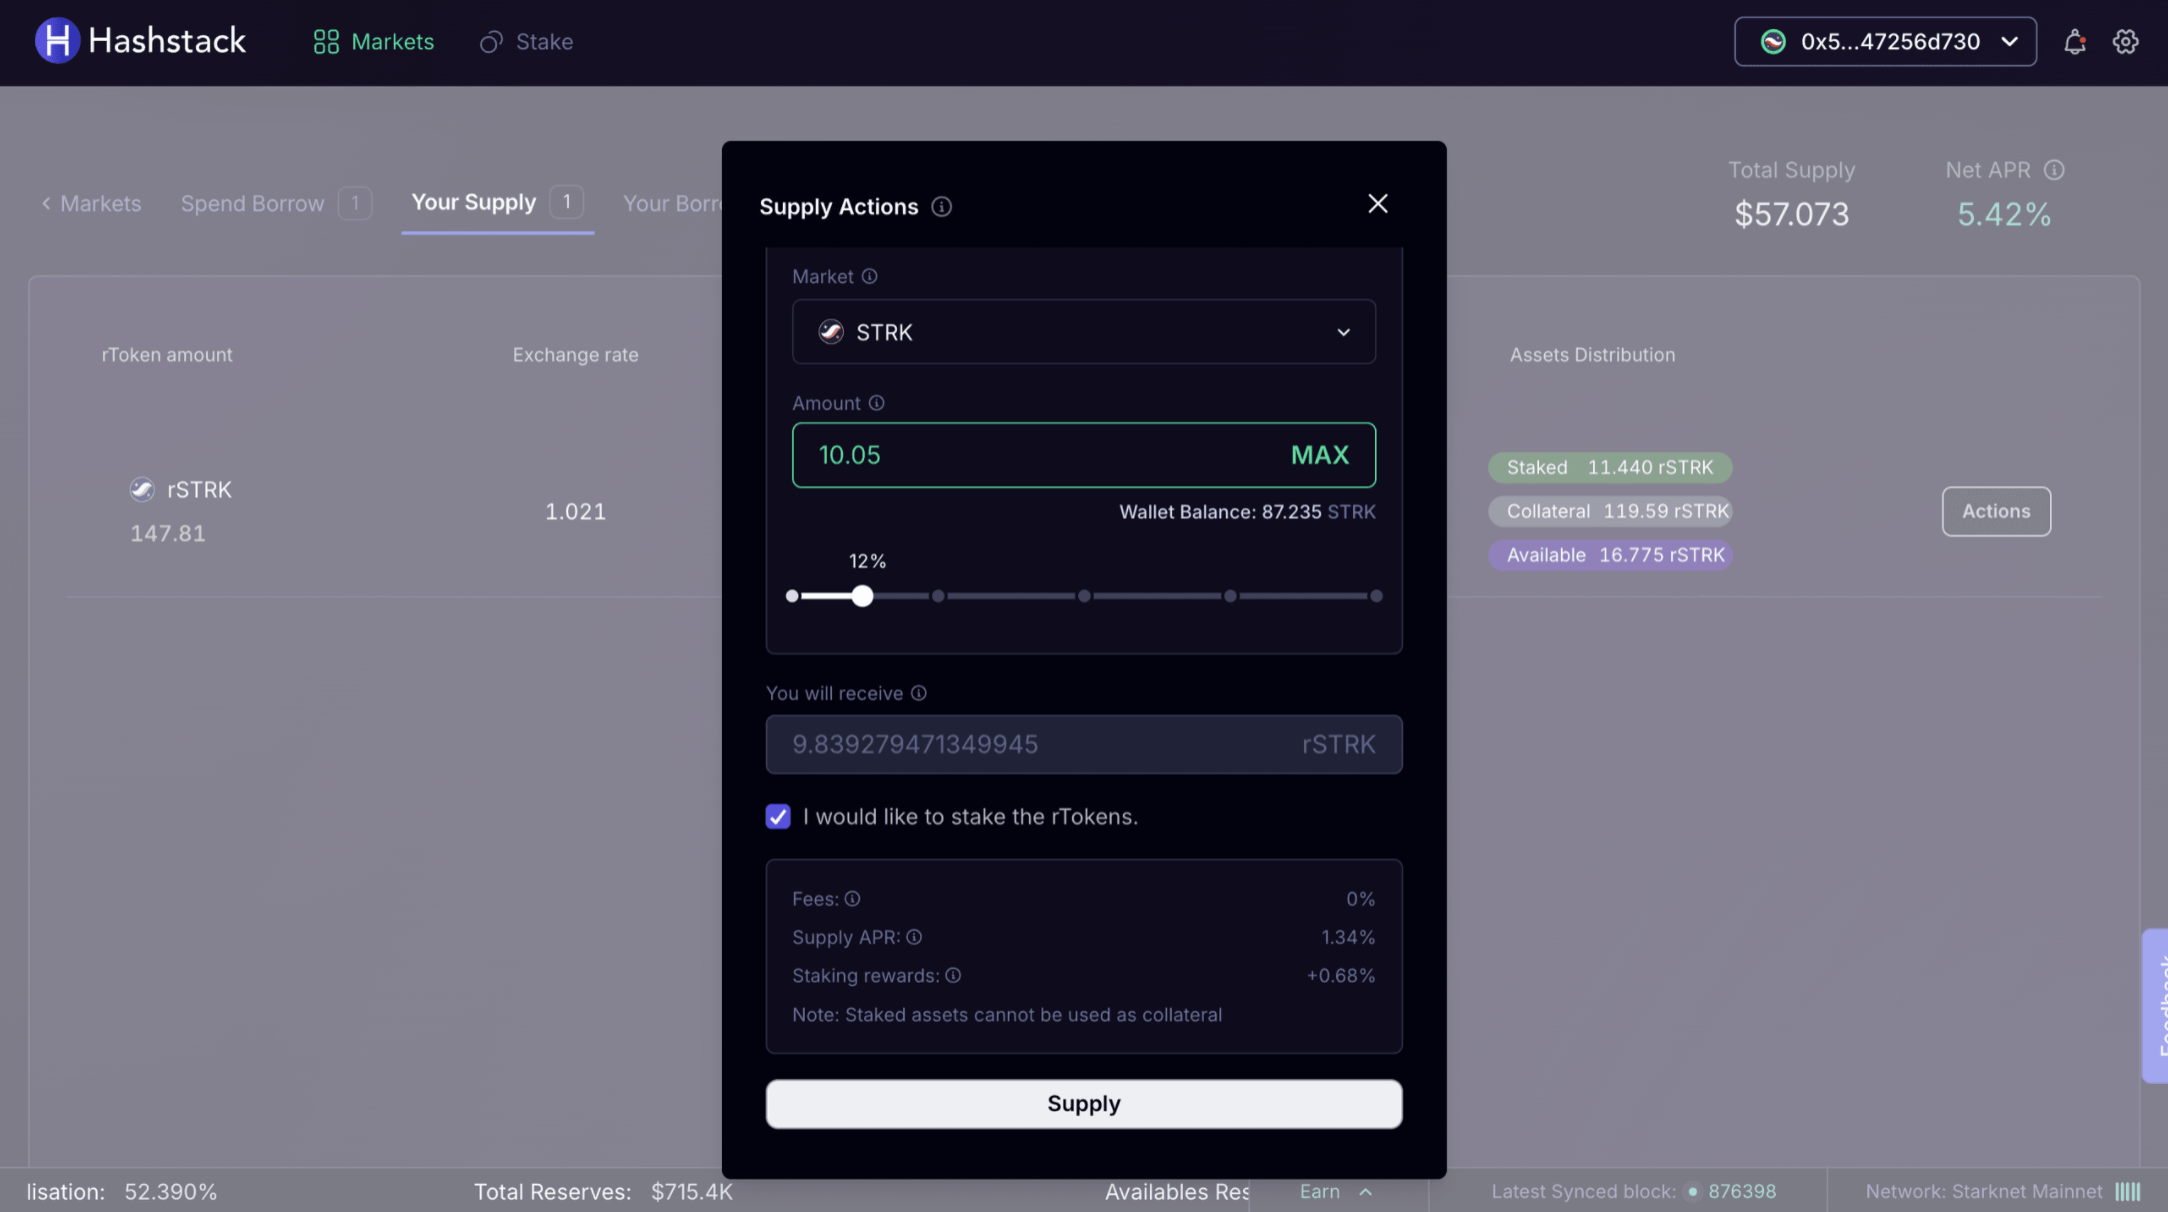 Hashstack
Markets
Stake
0x5...47256d730
Markets
Spend Borrow 1
Your Supply 1
Your Borr
Total Supply
$57.073
Net APR
5.42%
rToken amount
Exchange rate
Assets Distribution
rSTRK
147.81
1.021
Staked 11.440 rSTRK
Collateral 119.59 rSTRK
Available 16.775 rSTRK
Actions
Supply Actions
Market
STRK
Amount
10.05 MAX
Wallet Balance: 87.235 STRK
12%
You will receive
9.839279471349945 rSTRK
I would like to stake the rTokens.
Fees: 0%
Supply APR: 1.34%
Staking rewards: +0.68%
Note: Staked assets cannot be used as collateral
Supply
Feedback
lisation: 52.390%
Total Reserves: $715.4K
Availables Res
Earn
Latest Synced block: 876398
Network: Starknet Mainnet